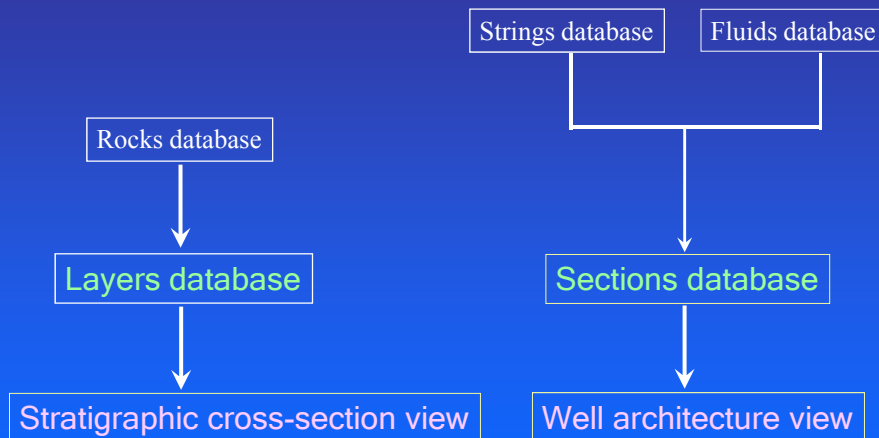 Strings database
Fluids database
Rocks database
Layers database
Sections database
Stratigraphic cross-section view
Well architecture view